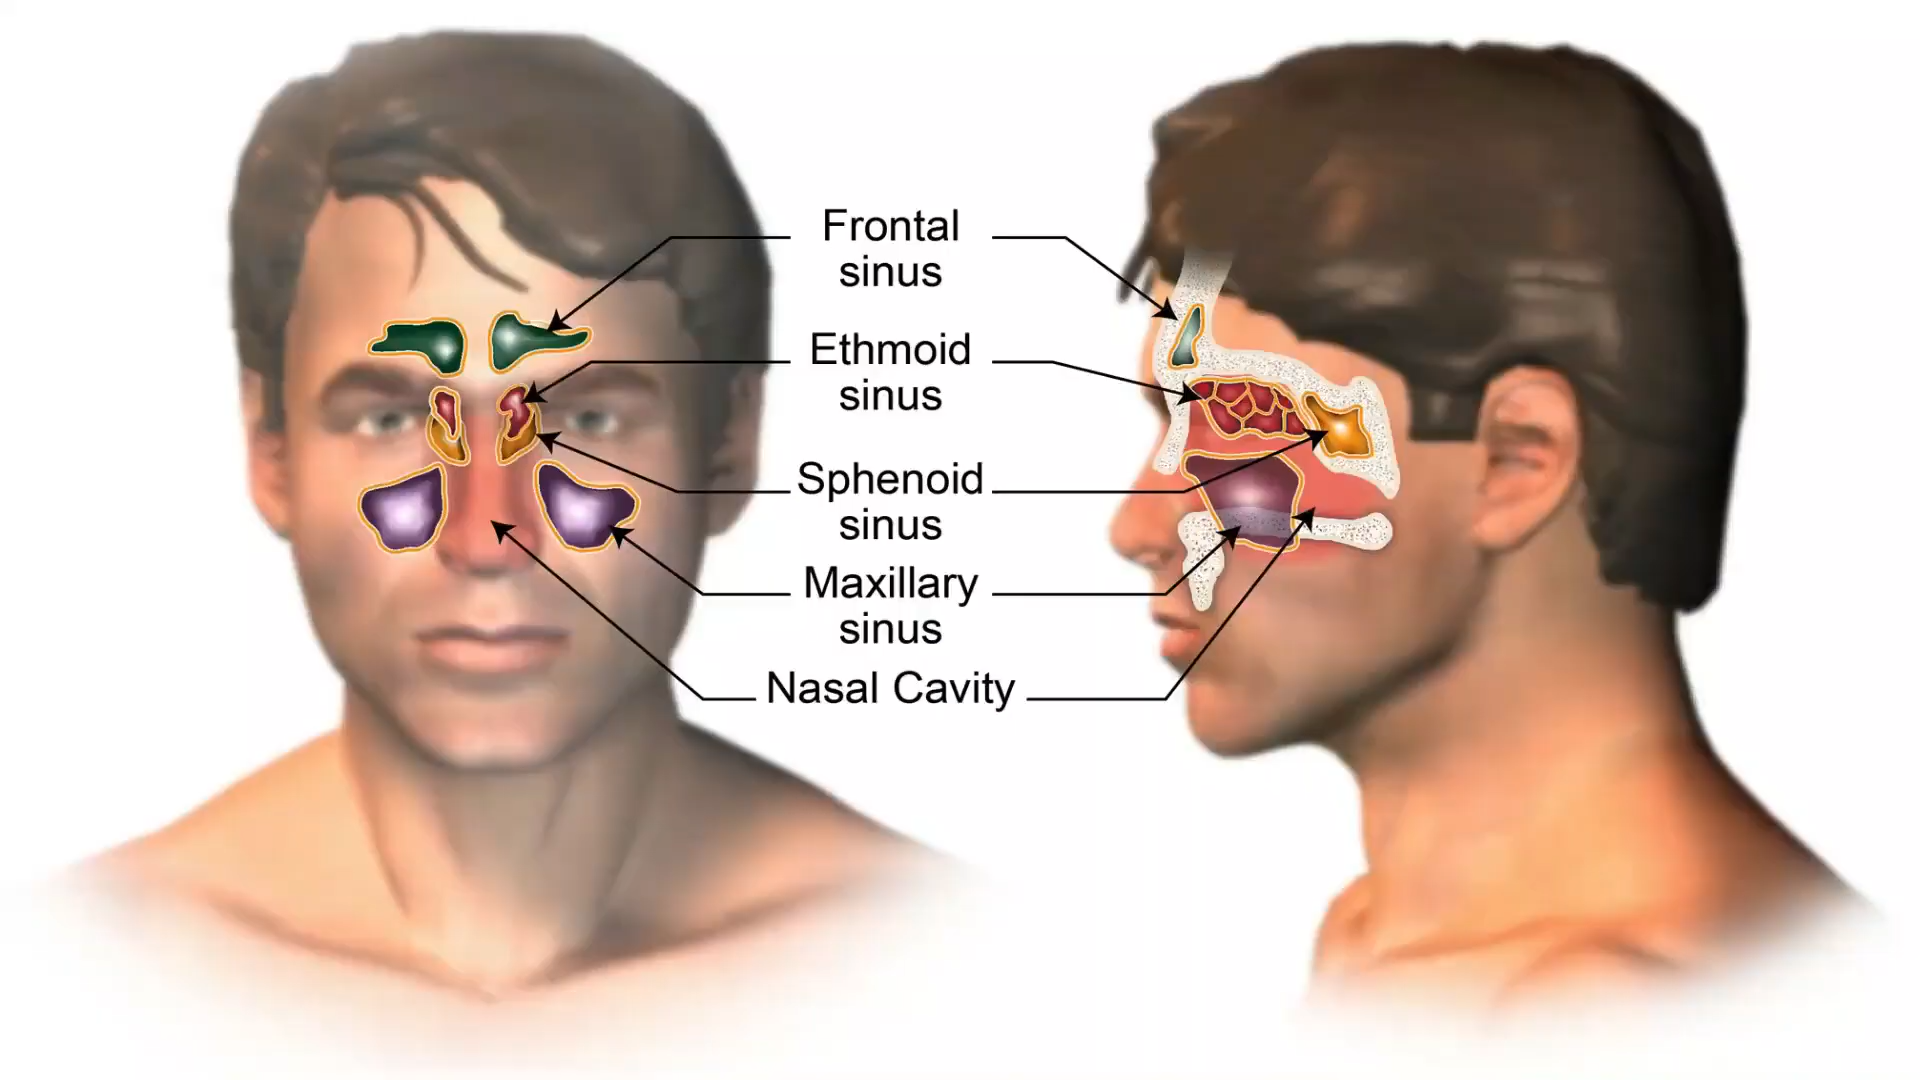 Frontal
sinus
Ethmoid
sinus
Sphenoid
sinus
Maxillary
sinus
Nasal Cavity